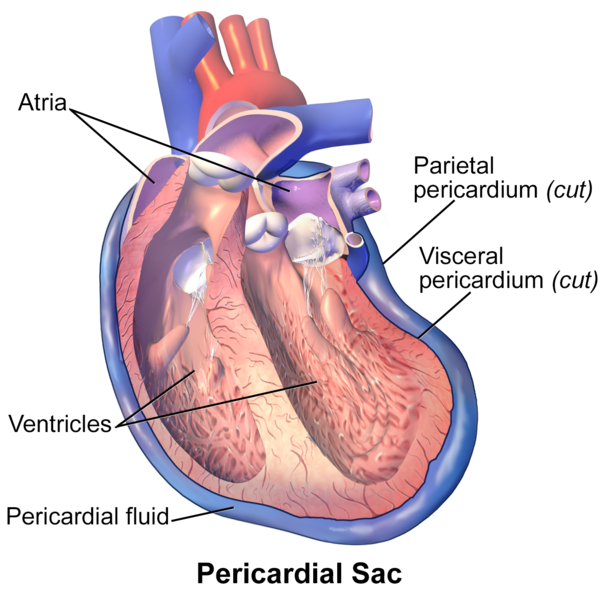 Atria
Parietal
pericardium (cut)
Visceral
pericardium (cut)
Ventricles
Pericardial fluid
Pericardial Sac